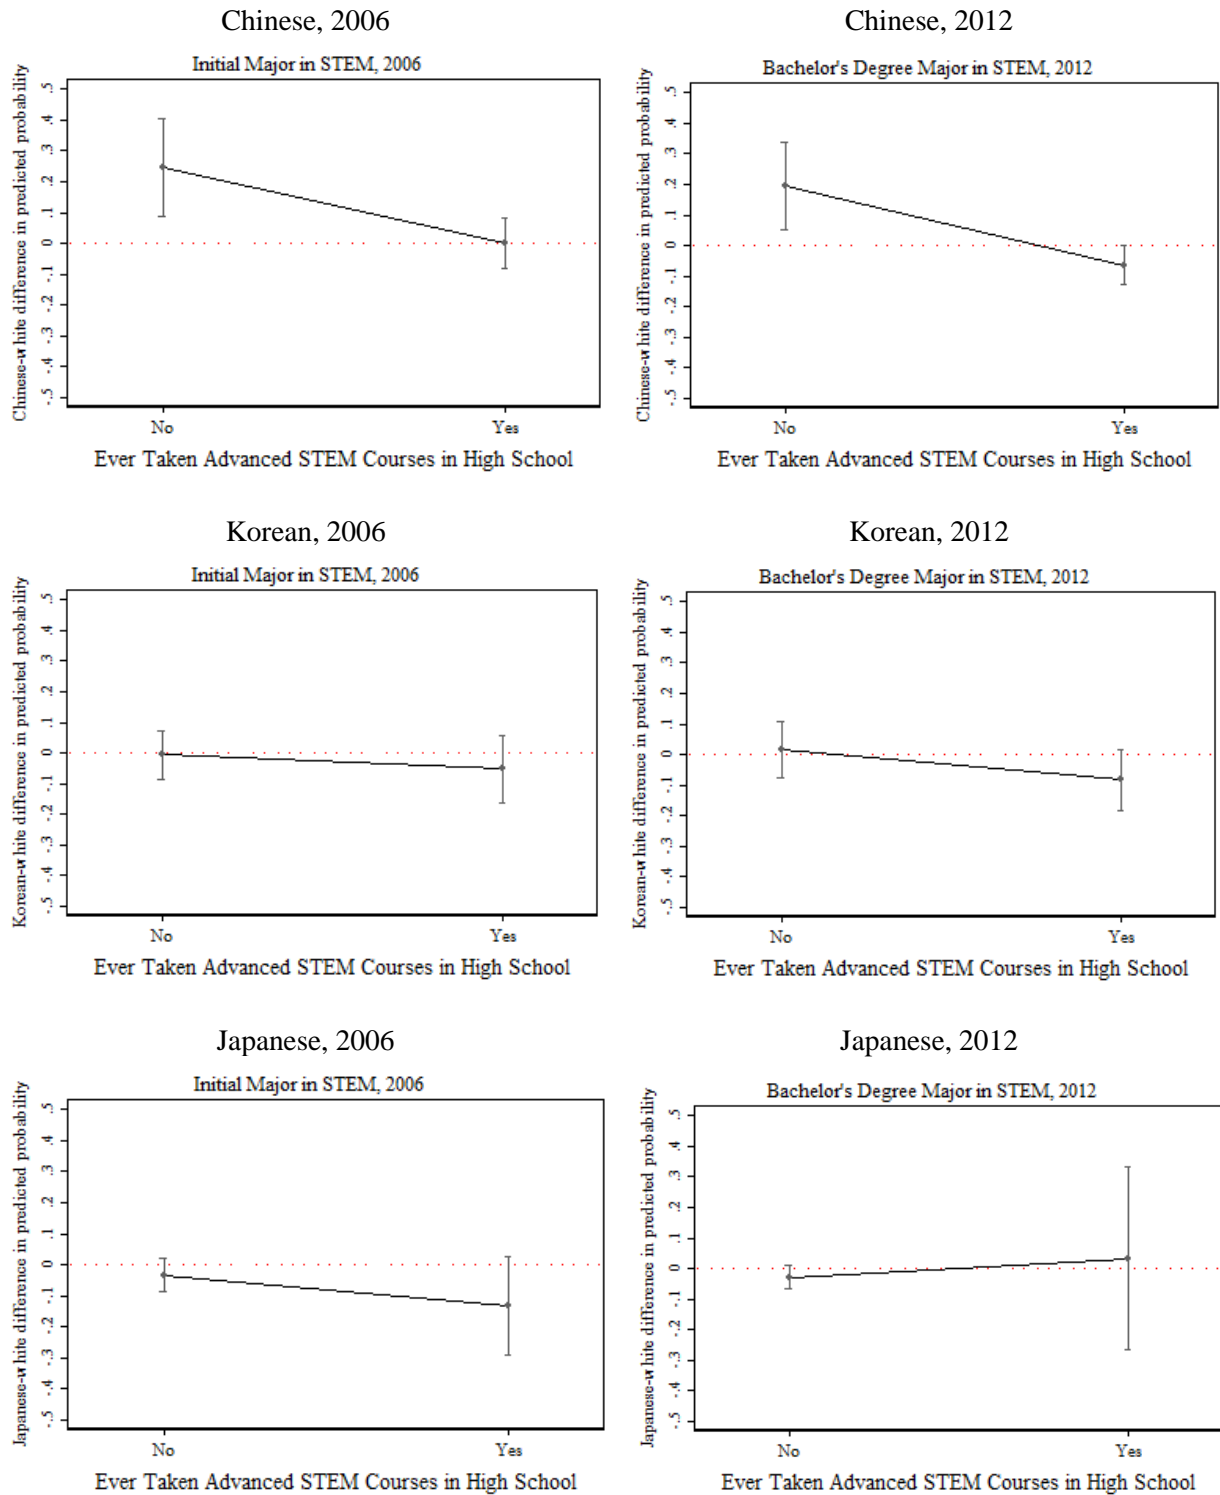 Chinese, 2006
Initial Major in STEM, 2006
Chinese-white difference in predicted probability
.5
.4
.3
.2
.1
0
-.1
-.2
-.3
-.4
-.5
No Yes
Ever Taken Advanced STEM Courses in High School
Chinese, 2012
Bachelor's Degree Major in STEM, 2012
Chinese-white difference in predicted probability
.5
.4
.3
.2
.1
0
-.1
-.2
-.3
-.4
-.5
No Yes
Ever Taken Advanced STEM Courses in High School
Korean, 2006
Initial Major in STEM, 2006
Korean-white difference in predicted probability
.5
.4
.3
.2
.1
0
-.1
-.2
-.3
-.4
-.5
No Yes
Ever Taken Advanced STEM Courses in High School
Korean, 2012
Bachelor's Degree Major in STEM, 2012
Korean-white difference in predicted probability
.5
.4
.3
.2
.1
0
-.1
-.2
-.3
-.4
-.5
No Yes
Ever Taken Advanced STEM Courses in High School
Japanese, 2006
Initial Major in STEM, 2006
Japanese-white difference in predicted probability
.5
.4
.3
.2
.1
0
-.1
-.2
-.3
-.4
-.5
No Yes
Ever Taken Advanced STEM Courses in High School
Japanese, 2012
Bachelor's Degree Major in STEM, 2012
Japanese-white difference in predicted probability
.5
.4
.3
.2
.1
0
-.1
-.2
-.3
-.4
-.5
No Yes
Ever Taken Advanced STEM Courses in High School